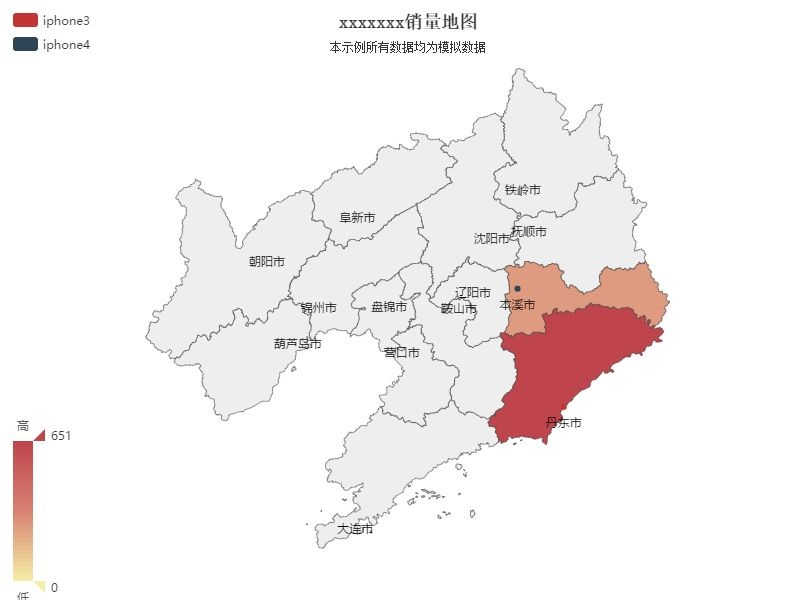 iphone3
iphone4
xxxxxxx销量地图
本示例所有数据均为模拟数据
铁岭市
阜新市
沈阳市
抚顺市
朝阳市
辽阳市
本溪市
锦州市
盘锦市
鞍山市
葫芦岛市
营口市
丹东市
大连市
高
651
0
低